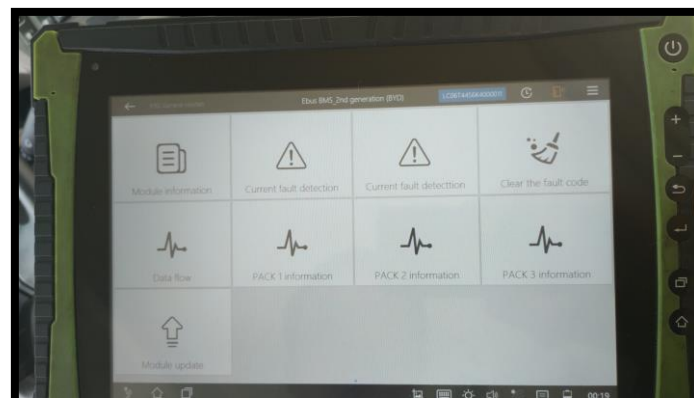 Ebus BMS_2nd generation (BYD)
Module information
Current fault detection
Current fault detecttion
Clear the fault code
Data flow
PACK 1 information
PACK 2 information
PACK 3 information
Module update
00:19